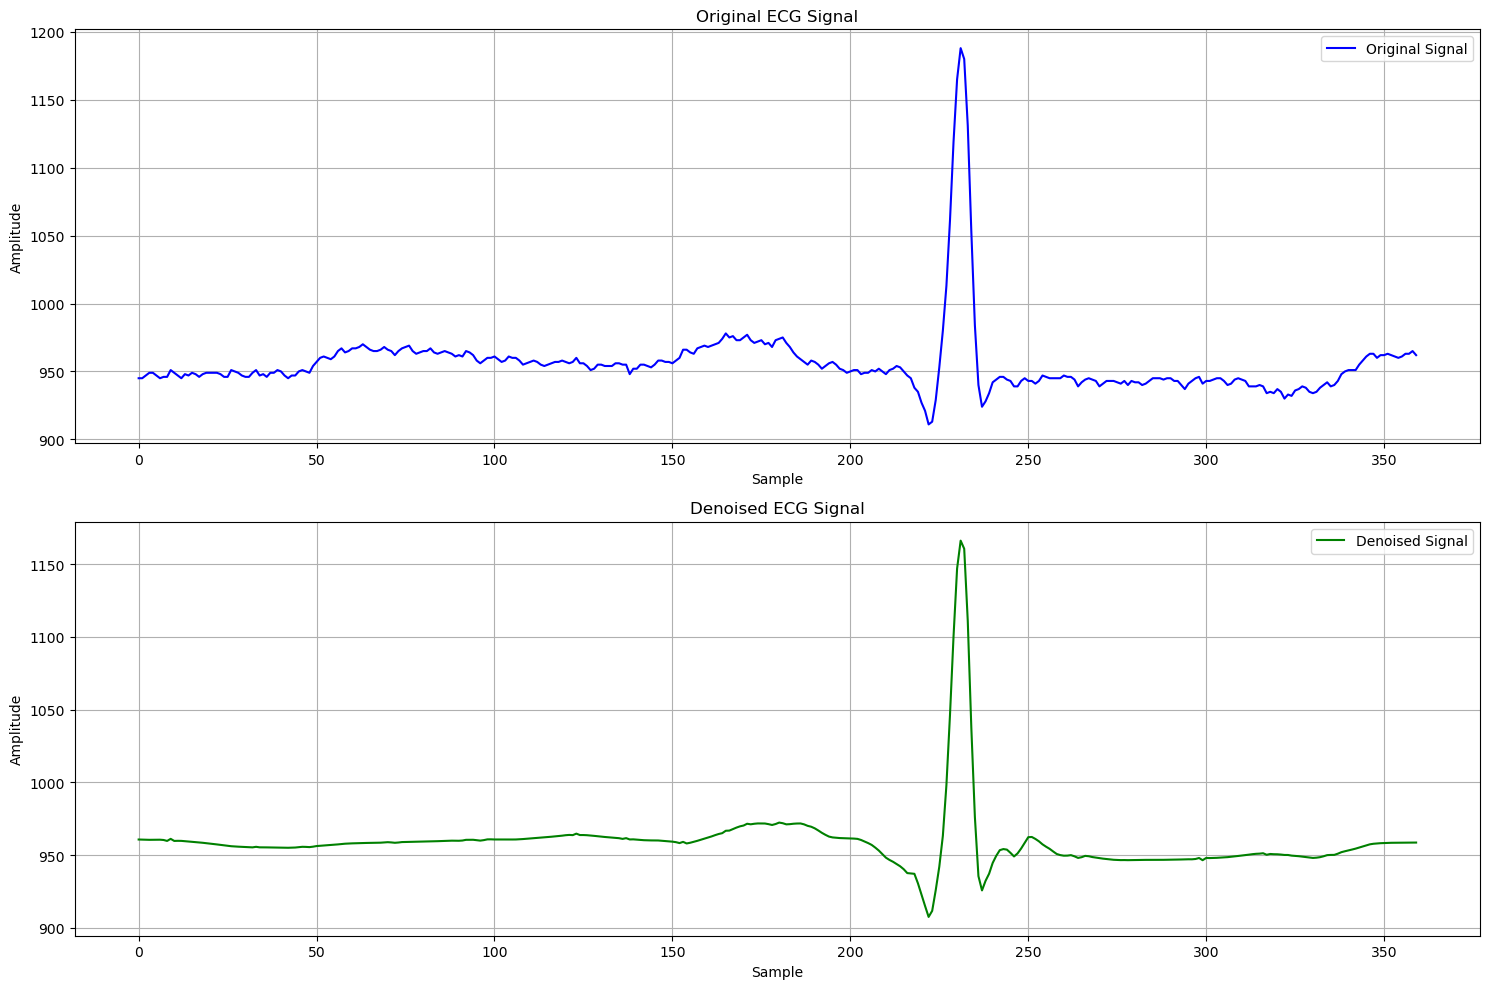 Original ECG Signal
1200
1150
1100
1050
1000
950
900
Amplitude
Original Signal
0 50 100 150 200 250 300 350
Sample
Denoised ECG Signal
1150
1100
1050
1000
950
900
Amplitude
Denoised Signal
0 50 100 150 200 250 300 350
Sample